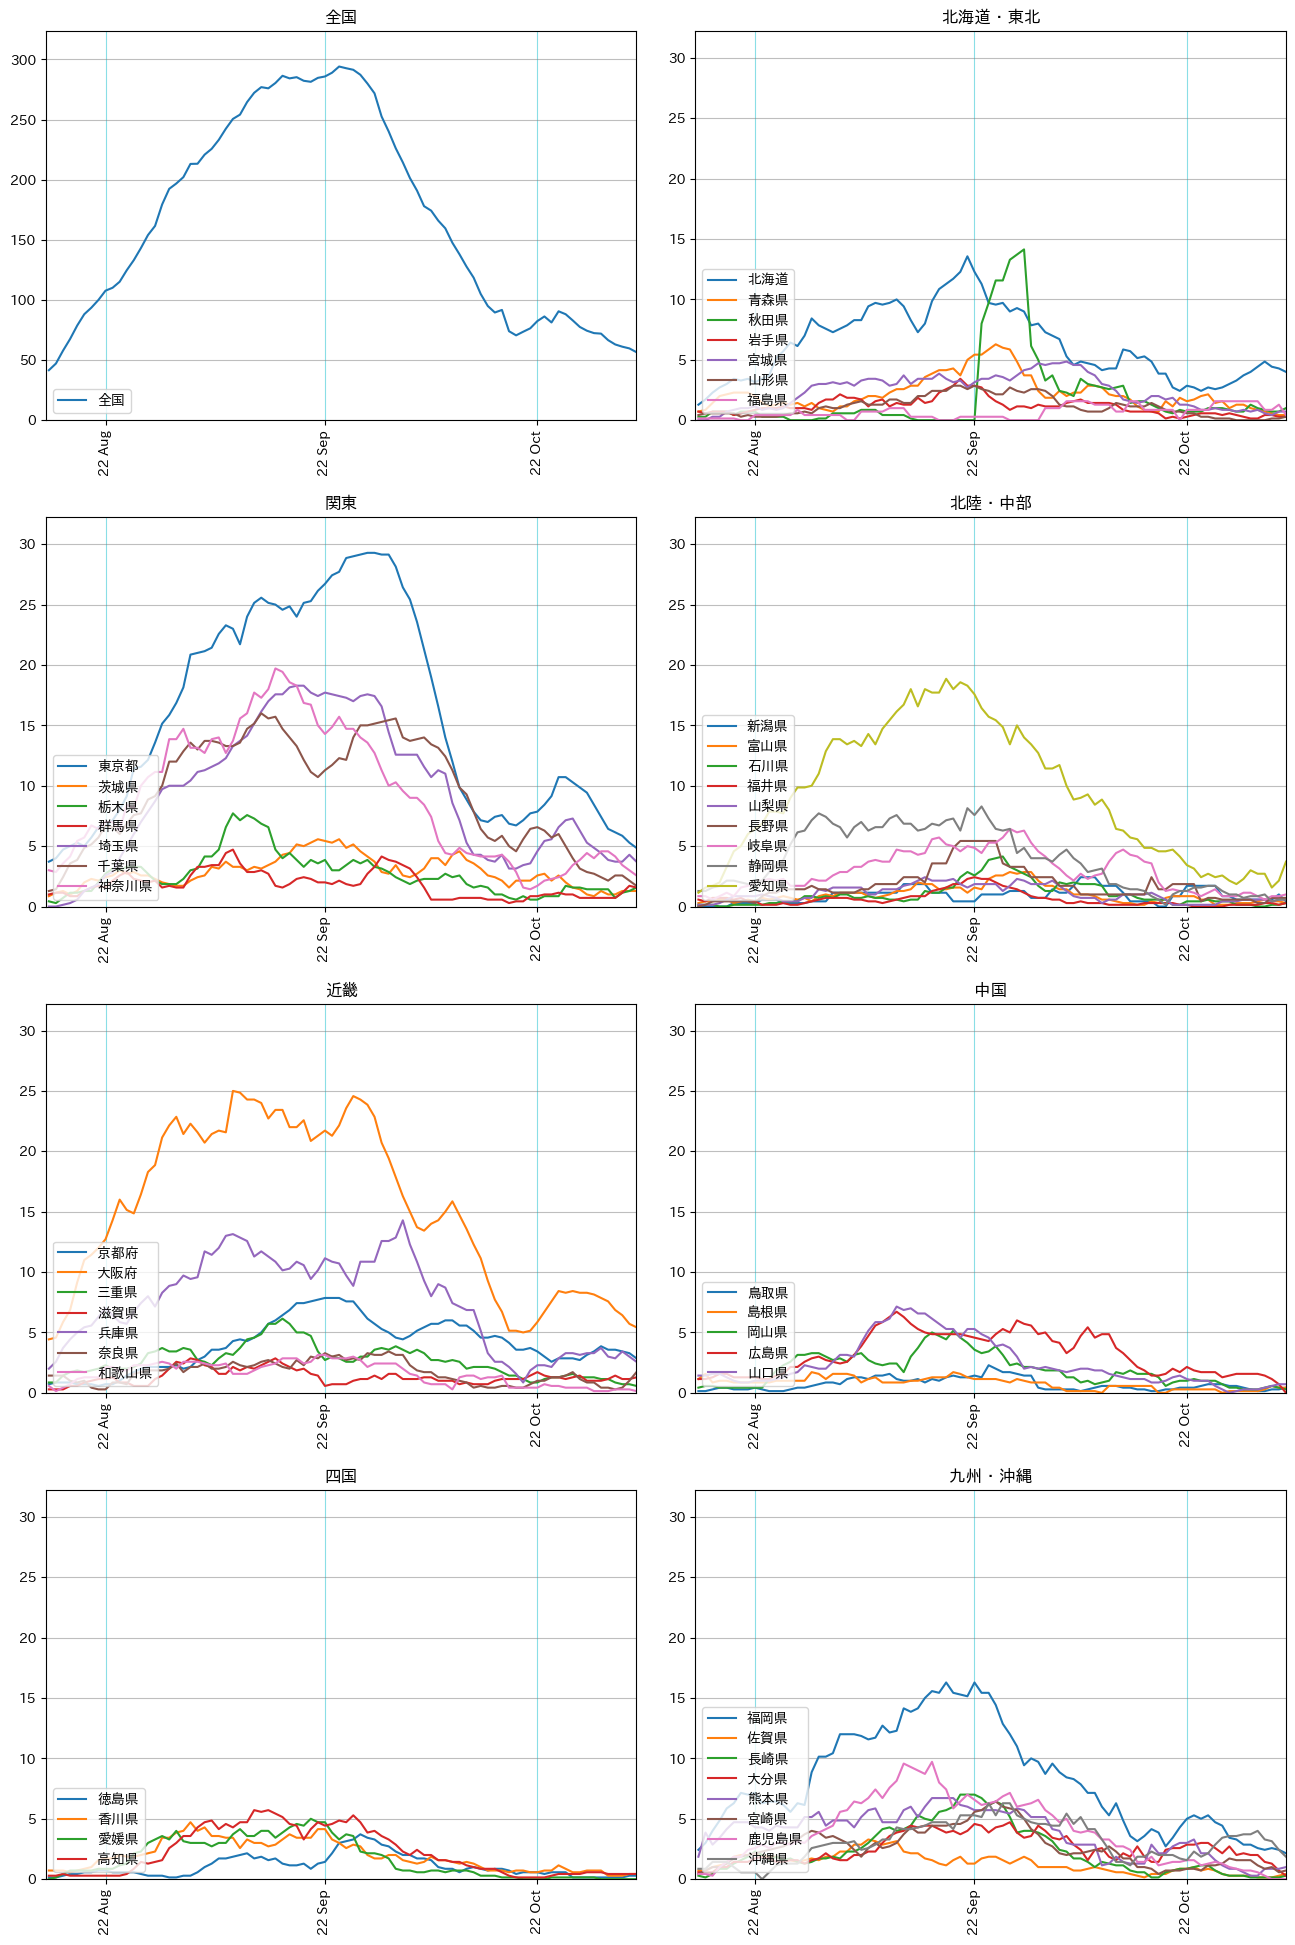 全国
300
250
200
150
100
50
0
全国
22 Aug
22 Sep
22 Oct
北海道・東北
30
25
20
15
10
5
0
北海道
青森県
秋田県
岩手県
宮城県
山形県
福島県
22 Aug
22 Sep
22 Oct
関東
30
25
20
15
10
5
0
東京都
茨城県
栃木県
群馬県
埼玉県
千葉県
神奈川県
22 Aug
22 Sep
22 Oct
北陸・中部
30
25
20
15
10
5
0
新潟県
富山県
石川県
福井県
山梨県
長野県
岐阜県
静岡県
愛知県
22 Aug
22 Sep
22 Oct
近畿
30
25
20
15
10
5
0
京都府
大阪府
三重県
滋賀県
兵庫県
奈良県
和歌山県
22 Aug
22 Sep
22 Oct
中国
30
25
20
15
10
5
0
鳥取県
島根県
岡山県
広島県
山口県
22 Aug
22 Sep
22 Oct
四国
30
25
20
15
10
5
0
徳島県
香川県
愛媛県
高知県
22 Aug
22 Sep
22 Oct
九州・沖縄
30
25
20
15
10
5
0
福岡県
佐賀県
長崎県
大分県
熊本県
宮崎県
鹿児島県
沖縄県
22 Aug
22 Sep
22 Oct